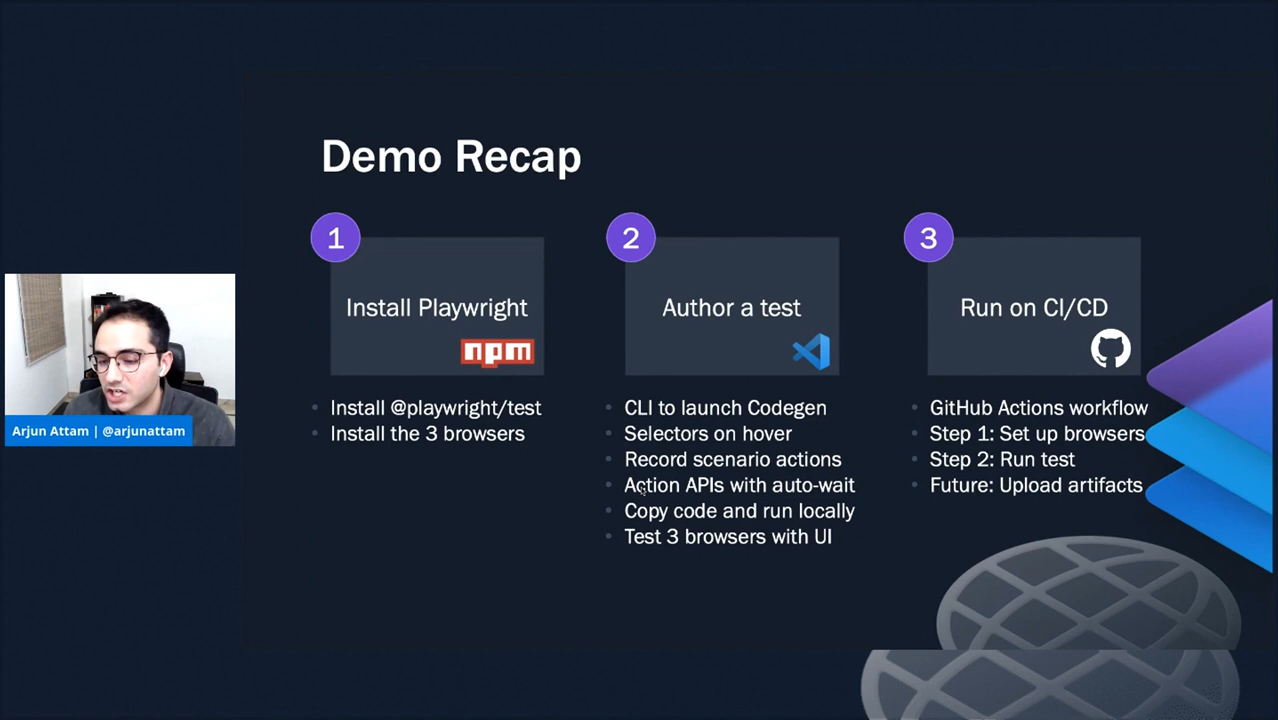 Demo Recap
1
Install Playwright
npm
Install @playwright/test
Install the 3 browsers
2
Author a test
CLI to launch Codegen
Selectors on hover
Record scenario actions
Action APIs with auto-wait
Copy code and run locally
Test 3 browsers with UI
3
Run on CI/CD
GitHub Actions workflow
Step 1: Set up browsers
Step 2: Run test
Future: Upload artifacts
Arjun Attam | @arjunattam